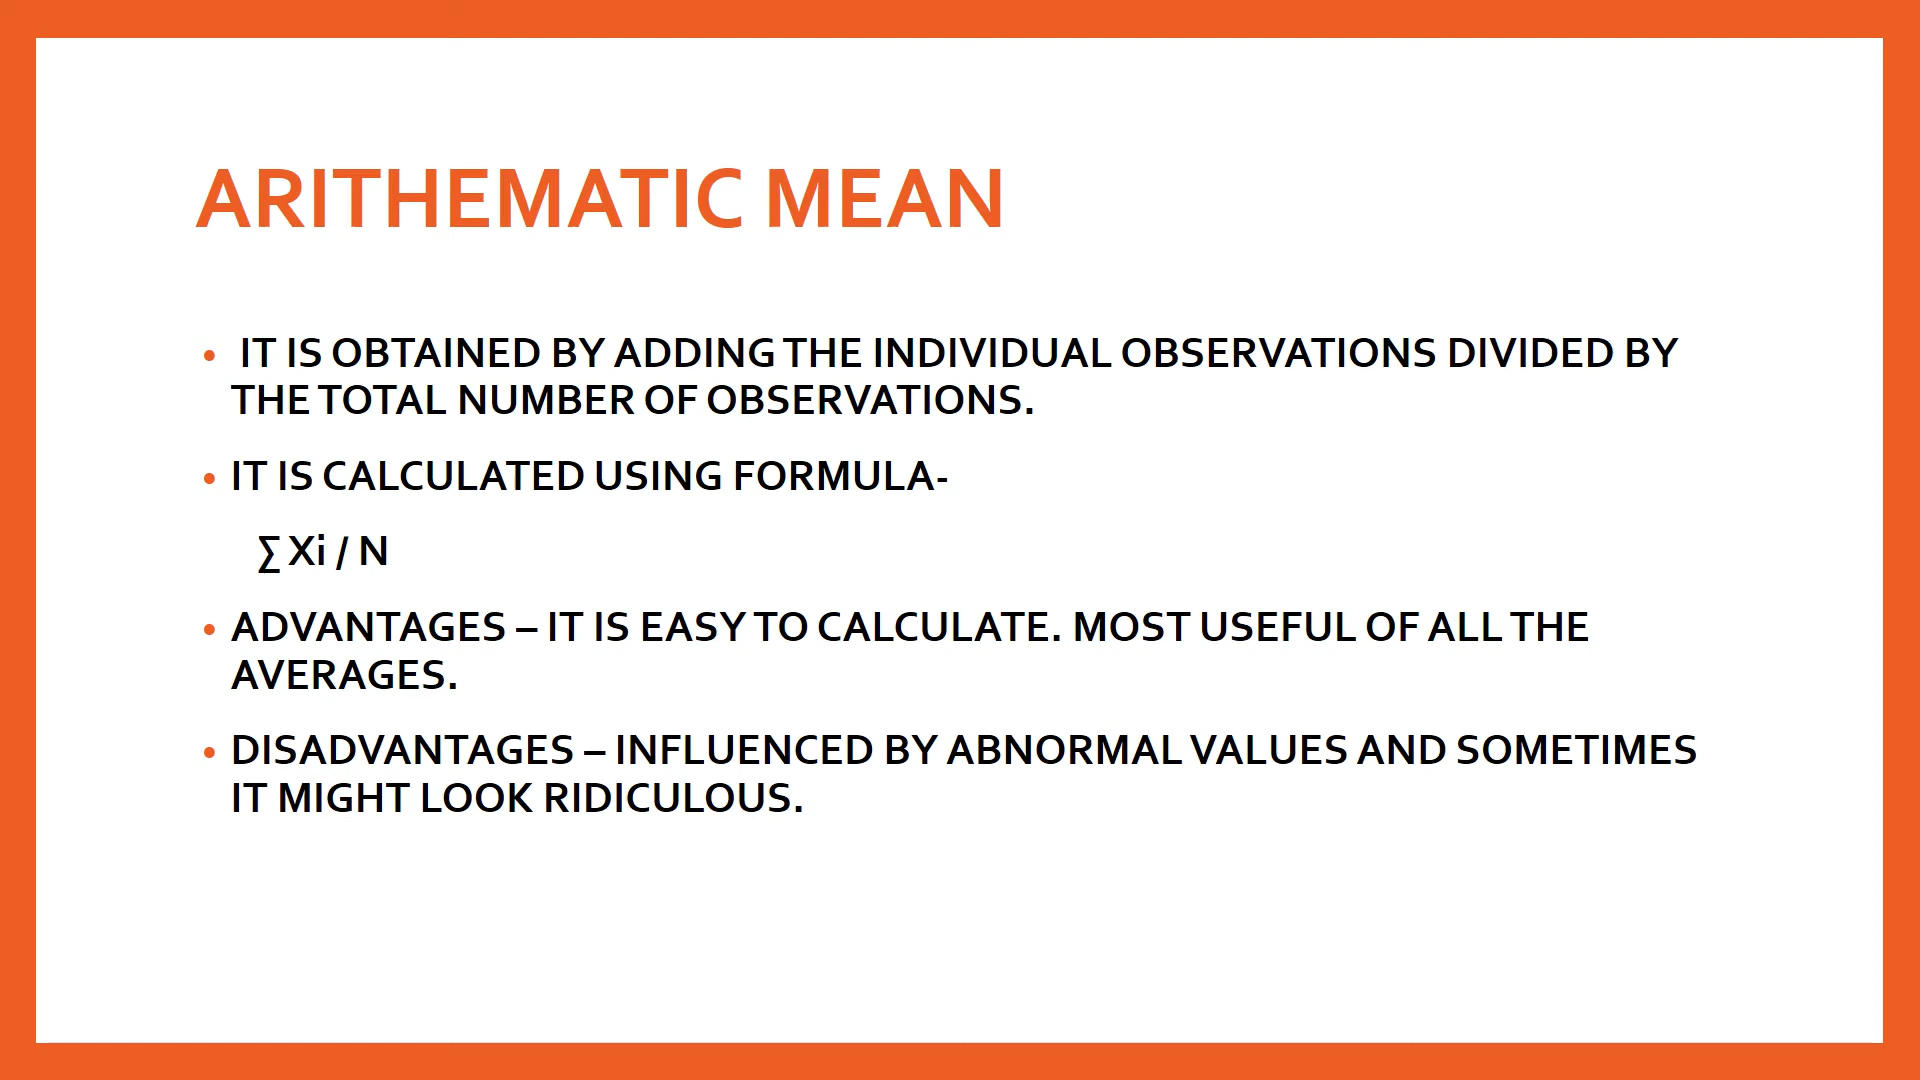 ARITHEMATIC MEAN
• IT IS OBTAINED BY ADDING THE INDIVIDUAL OBSERVATIONS DIVIDED BY
THE TOTAL NUMBER OF OBSERVATIONS.
• IT IS CALCULATED USING FORMULA-
∑ Xi / N
• ADVANTAGES – IT IS EASY TO CALCULATE. MOST USEFUL OF ALL THE
AVERAGES.
• DISADVANTAGES – INFLUENCED BY ABNORMAL VALUES AND SOMETIMES
IT MIGHT LOOK RIDICULOUS.